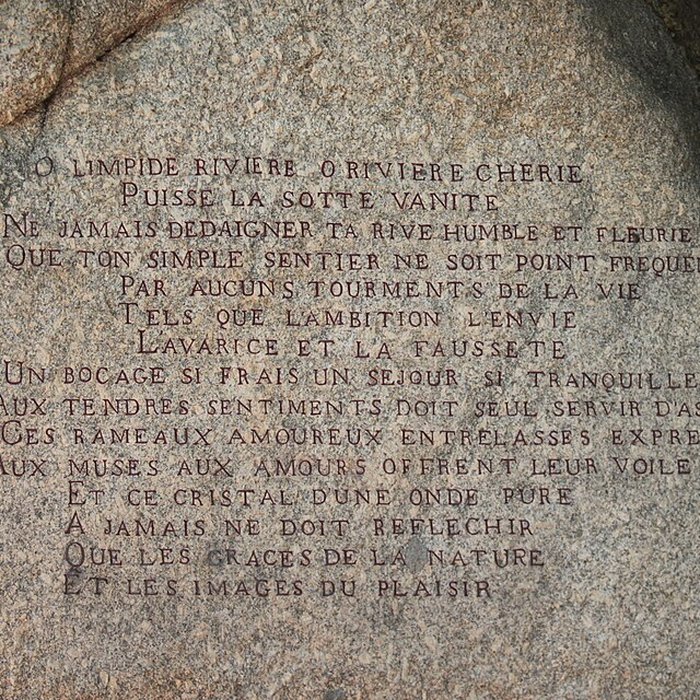 O LIMPIDE RIVIERE O RIVIERE CHERIE
PUISSE LA SOTTE VANITE
NE JAMAIS DEDAIGNER TA RIVE HUMBLE ET FLEURIE
QUE TON SIMPLE SENTIER NE SOIT POINT FREQUE
PAR AUCUNS TOURMENTS DE LA VIE
TELS QUE LAMBITION L'ENVIE
LAVARICE ET LA FAUSSETE
UN BOCAGE SI FRAIS UN SEJOUR SI TRANQUILLE
AUX TENDRES SENTIMENTS DOIT SEUL SERVIR D'A
CES RAMEAUX AMOUREUX ENTRELASSES EXPRE
AUX MUSES AUX AMOURS OFFRENT LEUR VOILE
ET CE CRISTAL D'UNE ONDE PURE
A JAMAIS NE DOIT REFLECHIR
QUE LES GRACES DE LA NATURE
ET LES IMAGES DU PLAISIR